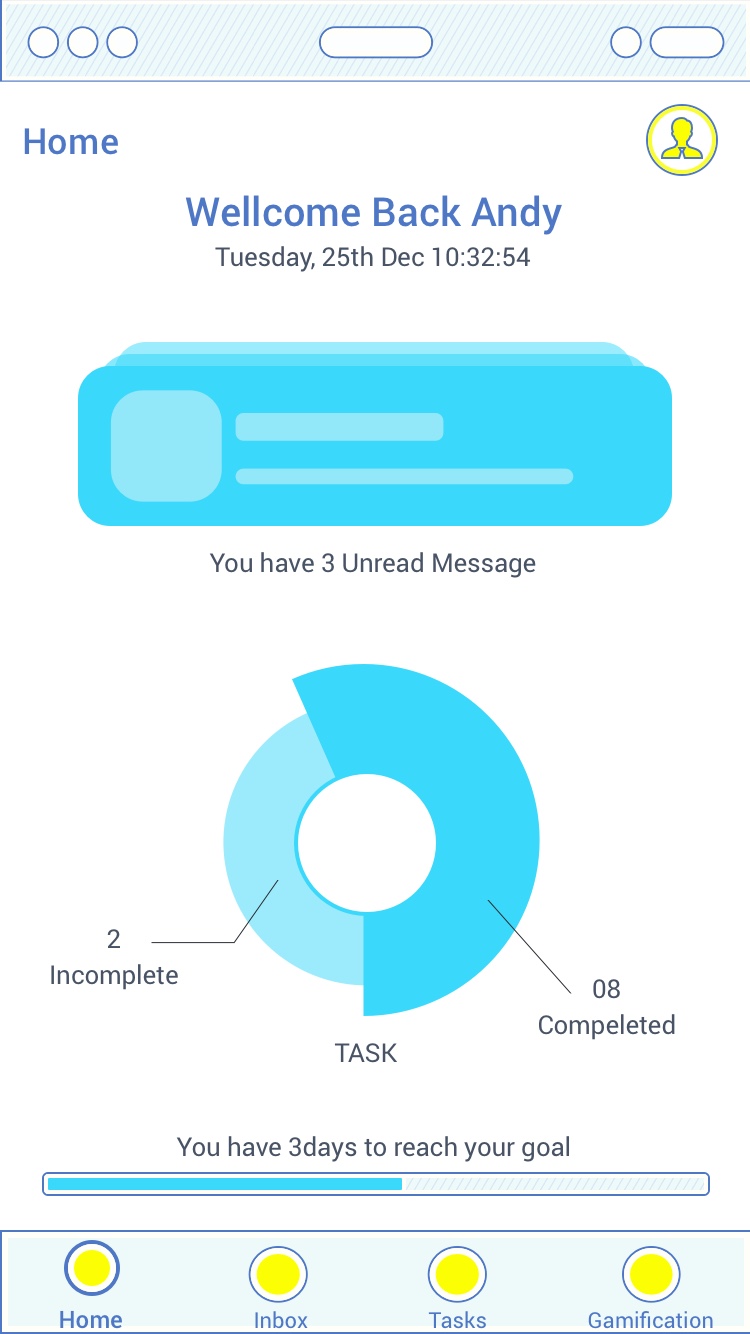 Home
Wellcome Back Andy
Tuesday, 25th Dec 10:32:54
You have 3 Unread Message
2
Incomplete
08
Compeleted
TASK
You have 3days to reach your goal
Home
Inbox
Tasks
Gamification